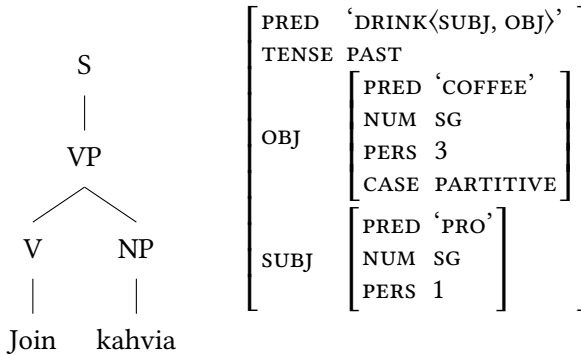 S
VP
V NP
Join kahvia
PRED ‘DRINK⟨SUBJ, OBJ⟩’
TENSE PAST
OBJ
PRED ‘COFFEE’
NUM SG
PERS 3
CASE PARTITIVE
SUBJ
PRED ‘PRO’
NUM SG
PERS 1